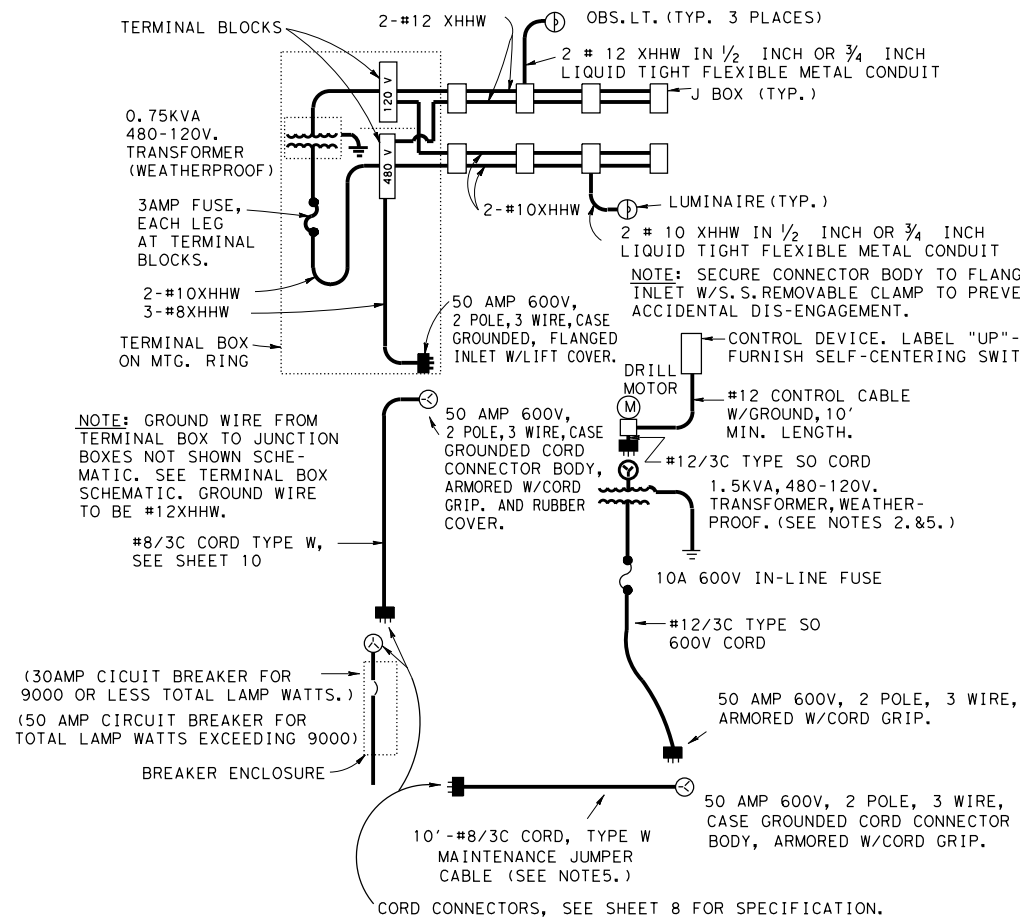 2-#12 XHHW
OBS.LT.(TYP. 3 PLACES)
TERMINAL BLOCKS
2 # 12 XHHW IN 1/2 INCH OR 3/4 INCH
LIQUID TIGHT FLEXIBLE METAL CONDUIT
J BOX (TYP.)
120 V
480 V
0.75KVA
480-120V.
TRANSFORMER
(WEATHERPROOF)
3AMP FUSE,
EACH LEG
AT TERMINAL
BLOCKS.
2-#10XHHW
LUMINAIRE(TYP.)
2 # 10 XHHW IN 1/2 INCH OR 3/4 INCH
LIQUID TIGHT FLEXIBLE METAL CONDUIT
NOTE: SECURE CONNECTOR BODY TO FLANG
INLET W/S.S.REMOVABLE CLAMP TO PREVE
ACCIDENTAL DIS-ENGAGEMENT.
2-#10XHHW
3-#8XHHW
TERMINAL BOX
ON MTG. RING
50 AMP 600V,
2 POLE,3 WIRE,CASE
GROUNDED, FLANGED
INLET W/LIFT COVER.
CONTROL DEVICE. LABEL "UP"-
FURNISH SELF-CENTERING SWIT
DRILL
MOTOR
M
#12 CONTROL CABLE
W/GROUND,10'
MIN. LENGTH.
NOTE: GROUND WIRE FROM
TERMINAL BOX TO JUNCTION
BOXES NOT SHOWN SCHE-
MATIC. SEE TERMINAL BOX
SCHEMATIC. GROUND WIRE
TO BE #12XHHW.
50 AMP 600V,
2 POLE,3 WIRE,CASE
GROUNDED CORD
CONNECTOR BODY,
ARMORED W/CORD
GRIP. AND RUBBER
COVER.
#12/3C TYPE SO CORD
1.5KVA,480-120V.
TRANSFORMER,WEATHER-
PROOF.(SEE NOTES 2.&5.)
#8/3C CORD TYPE W,
SEE SHEET 10
10A 600V IN-LINE FUSE
#12/3C TYPE SO
600V CORD
(30AMP CICUIT BREAKER FOR
9000 OR LESS TOTAL LAMP WATTS.)
(50 AMP CIRCUIT BREAKER FOR
TOTAL LAMP WATTS EXCEEDING 9000)
BREAKER ENCLOSURE
50 AMP 600V, 2 POLE, 3 WIRE,
ARMORED W/CORD GRIP.
50 AMP 600V, 2 POLE, 3 WIRE,
CASE GROUNDED CORD CONNECTOR
BODY, ARMORED W/CORD GRIP.
10'-#8/3C CORD, TYPE W
MAINTENANCE JUMPER
CABLE (SEE NOTE5.)
CORD CONNECTORS, SEE SHEET 8 FOR SPECIFICATION.